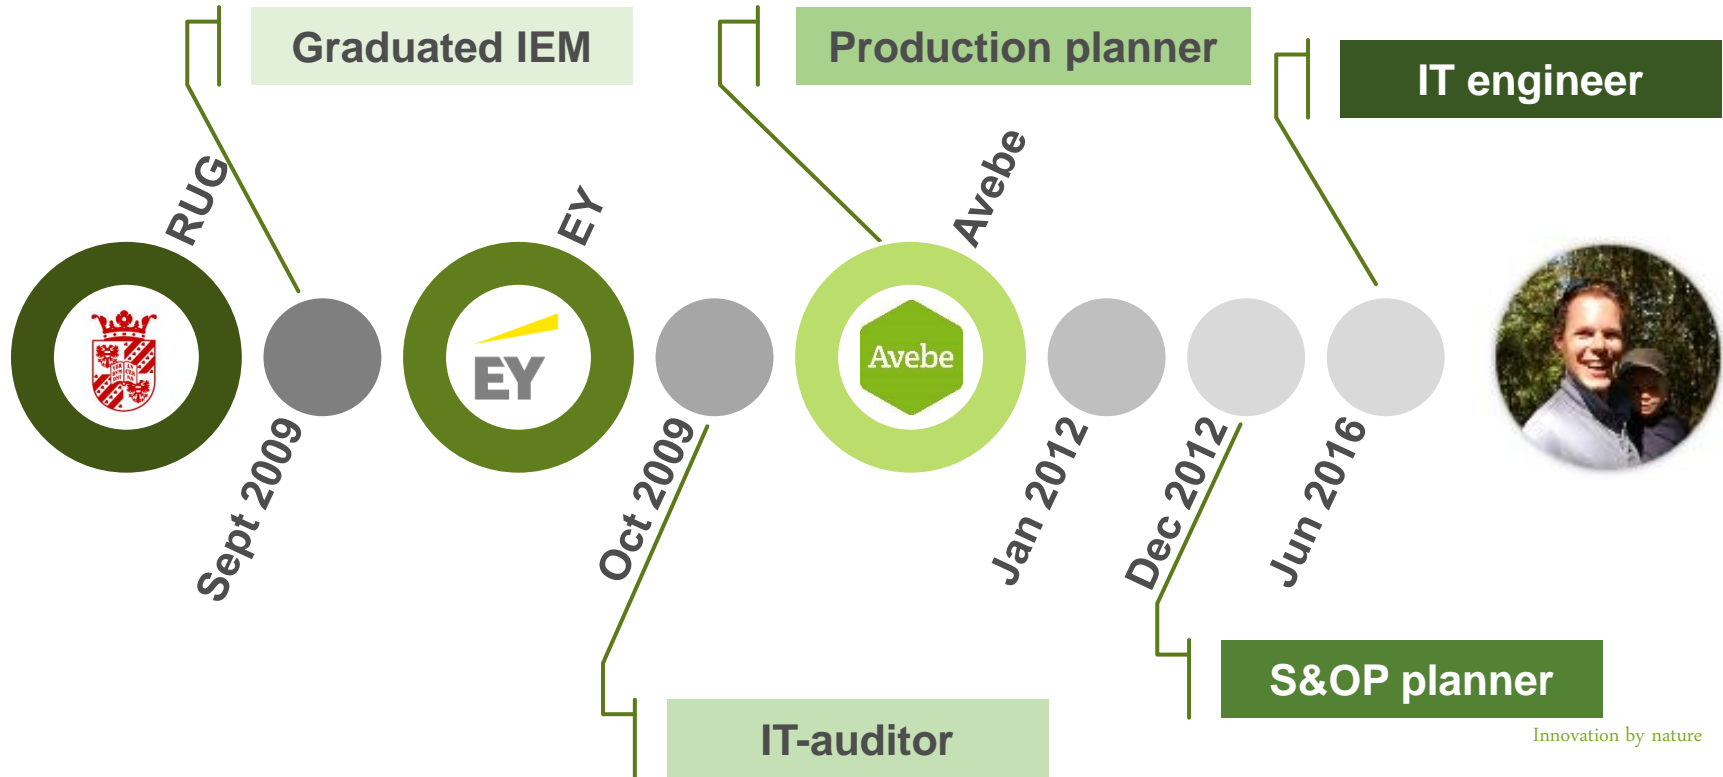 Graduated IEM
Production planner
IT engineer
RUG
EY
Avebe
EY
Avebe
Sept 2009
Oct 2009
Jan 2012
Dec 2012
Jun 2016
S&OP planner
IT-auditor
Innovation by nature